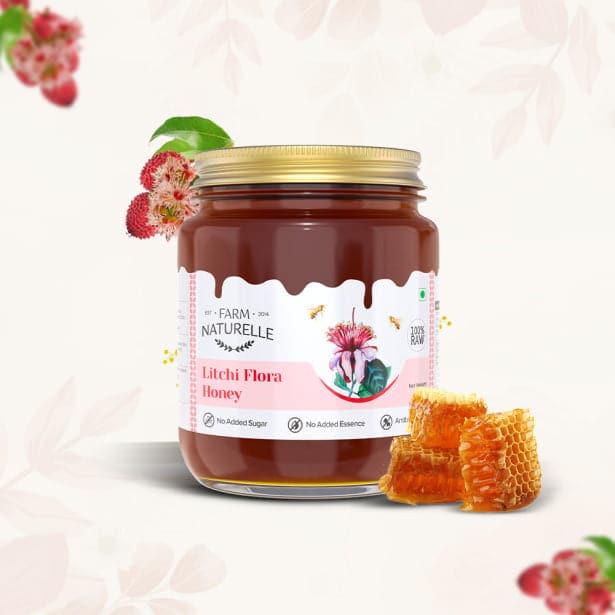 EST · FARM · 2014
NATURELLE
100%
RAW
Litchi Flora
Honey
No Added Sugar
No Added Essence